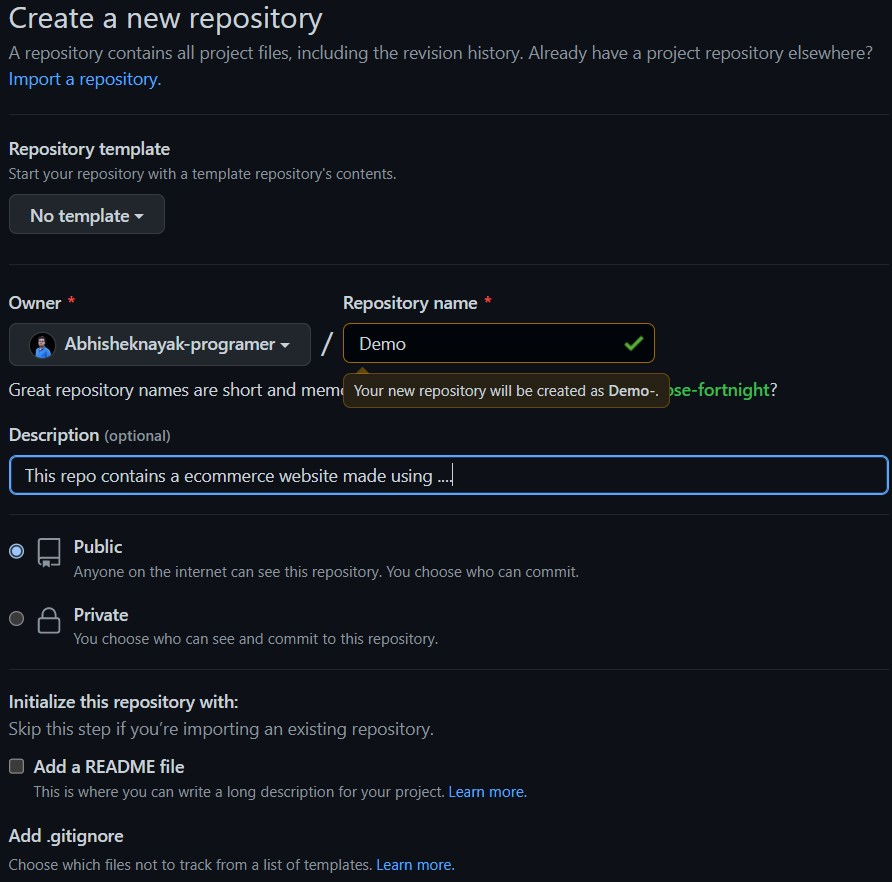 Create a new repository
A repository contains all project files, including the revision history. Already have a project repository elsewhere?
Import a repository.
Repository template
Start your repository with a template repository's contents.
No template
Owner * Repository name *
Abhisheknayak-programer / Demo
Great repository names are short and mem ose-fortnight?
Your new repository will be created as Demo-.
Description (optional)
This repo contains a ecommerce website made using ....
Public
Anyone on the internet can see this repository. You choose who can commit.
Private
You choose who can see and commit to this repository.
Initialize this repository with:
Skip this step if you’re importing an existing repository.
Add a README file
This is where you can write a long description for your project. Learn more.
Add .gitignore
Choose which files not to track from a list of templates. Learn more.